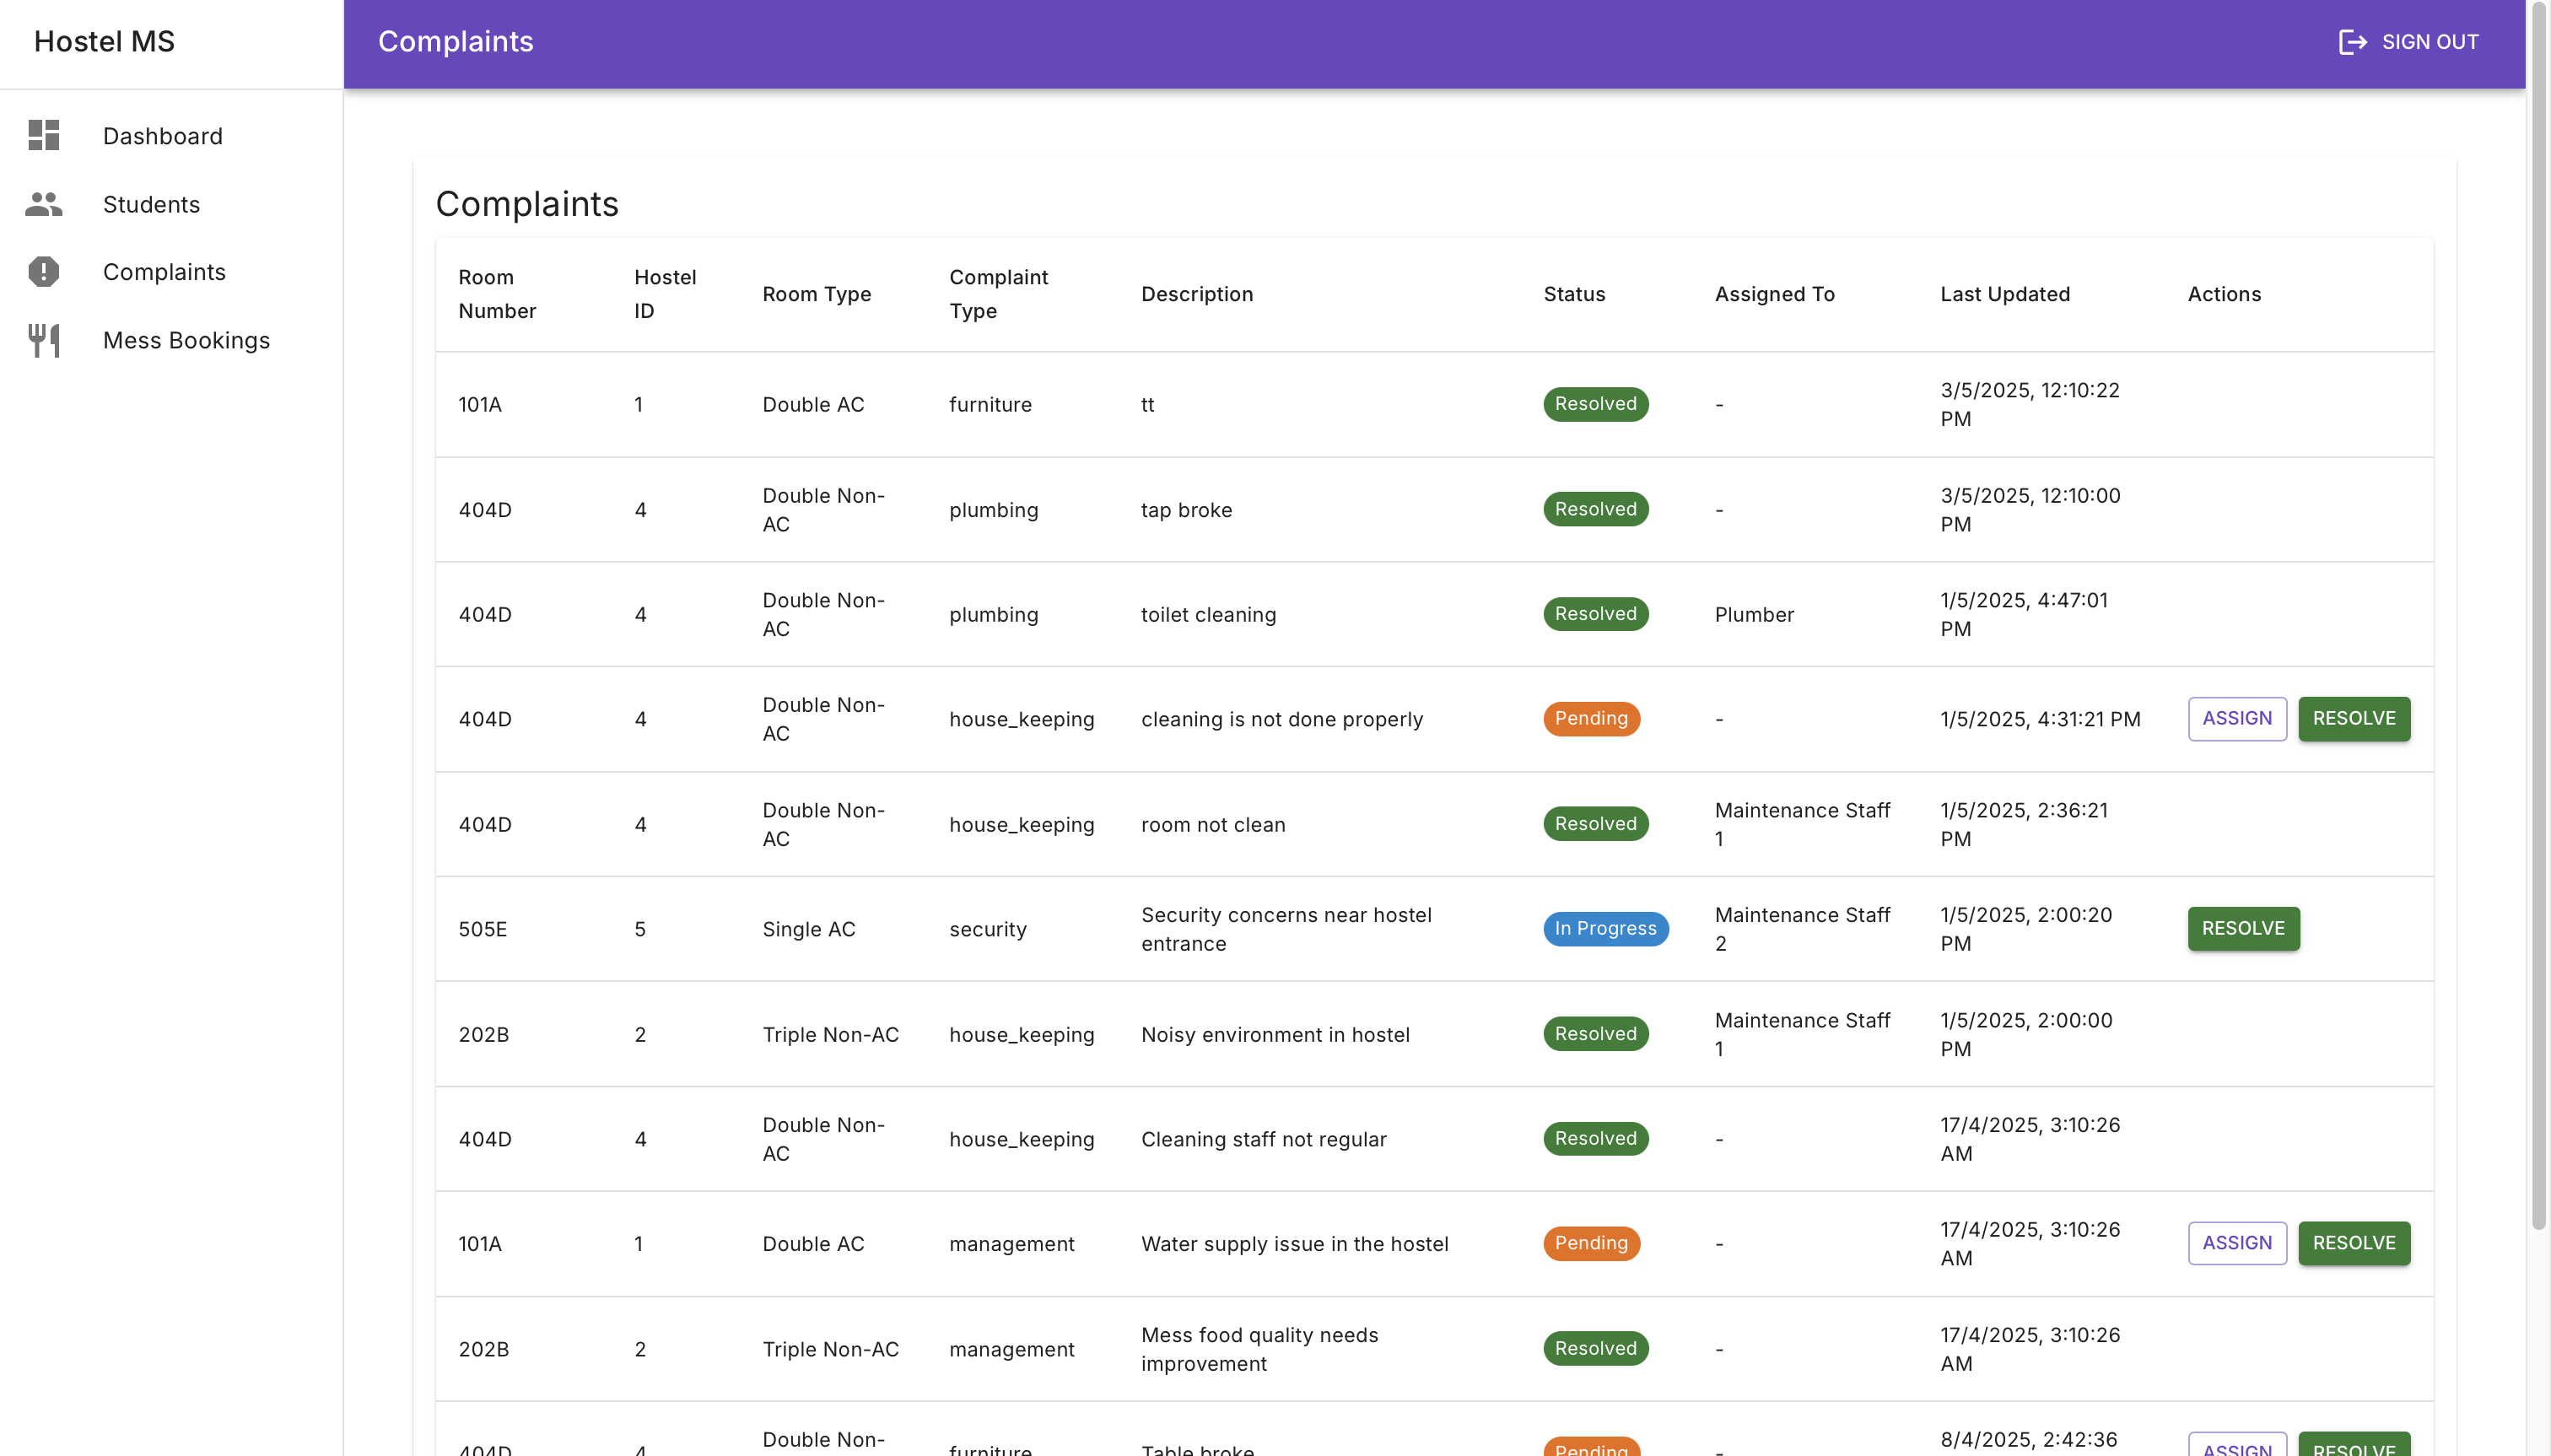 Hostel MS
Complaints
SIGN OUT
Dashboard
Students
Complaints
Mess Bookings
Complaints
Room Number Hostel ID Room Type Complaint Type Description Status Assigned To Last Updated Actions
101A 1 Double AC furniture tt Resolved - 3/5/2025, 12:10:22 PM
404D 4 Double Non-AC plumbing tap broke Resolved - 3/5/2025, 12:10:00 PM
404D 4 Double Non-AC plumbing toilet cleaning Resolved Plumber 1/5/2025, 4:47:01 PM
404D 4 Double Non-AC house_keeping cleaning is not done properly Pending - 1/5/2025, 4:31:21 PM ASSIGN RESOLVE
404D 4 Double Non-AC house_keeping room not clean Resolved Maintenance Staff 1 1/5/2025, 2:36:21 PM
505E 5 Single AC security Security concerns near hostel entrance In Progress Maintenance Staff 2 1/5/2025, 2:00:20 PM RESOLVE
202B 2 Triple Non-AC house_keeping Noisy environment in hostel Resolved Maintenance Staff 1 1/5/2025, 2:00:00 PM
404D 4 Double Non-AC house_keeping Cleaning staff not regular Resolved - 17/4/2025, 3:10:26 AM
101A 1 Double AC management Water supply issue in the hostel Pending - 17/4/2025, 3:10:26 AM ASSIGN RESOLVE
202B 2 Triple Non-AC management Mess food quality needs improvement Resolved - 17/4/2025, 3:10:26 AM
404D 4 Double Non- furniture Table broke Pending - 8/4/2025, 2:42:36 ASSIGN RESOLVE